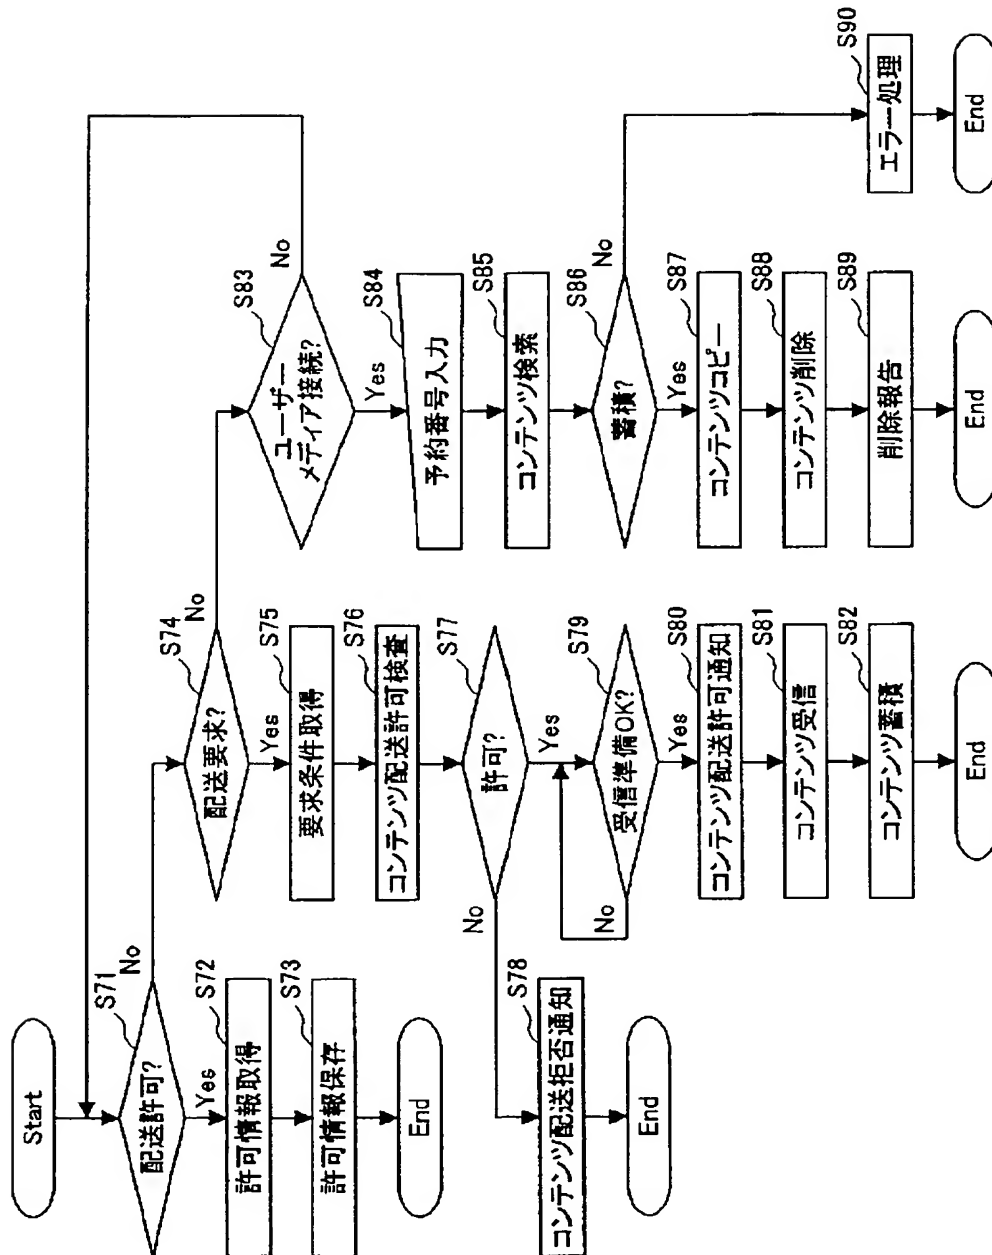 Start
S71
配送許可?
No
Yes
S72
許可情報取得
S73
許可情報保存
End
S74
配送要求?
No
Yes
S75
要求条件取得
S76
コンテンツ配送許可検査
S77
許可?
No
Yes
S78
コンテンツ配送拒否通知
End
S79
受信準備OK?
No
Yes
S80
コンテンツ配送許可通知
S81
コンテンツ受信
S82
コンテンツ蓄積
End
S83
ユーザー
メディア接続?
No
Yes
S84
予約番号入力
S85
コンテンツ検索
S86
蓄積?
No
Yes
S87
コンテンツコピー
S88
コンテンツ削除
S89
削除報告
End
S90
エラー処理
End